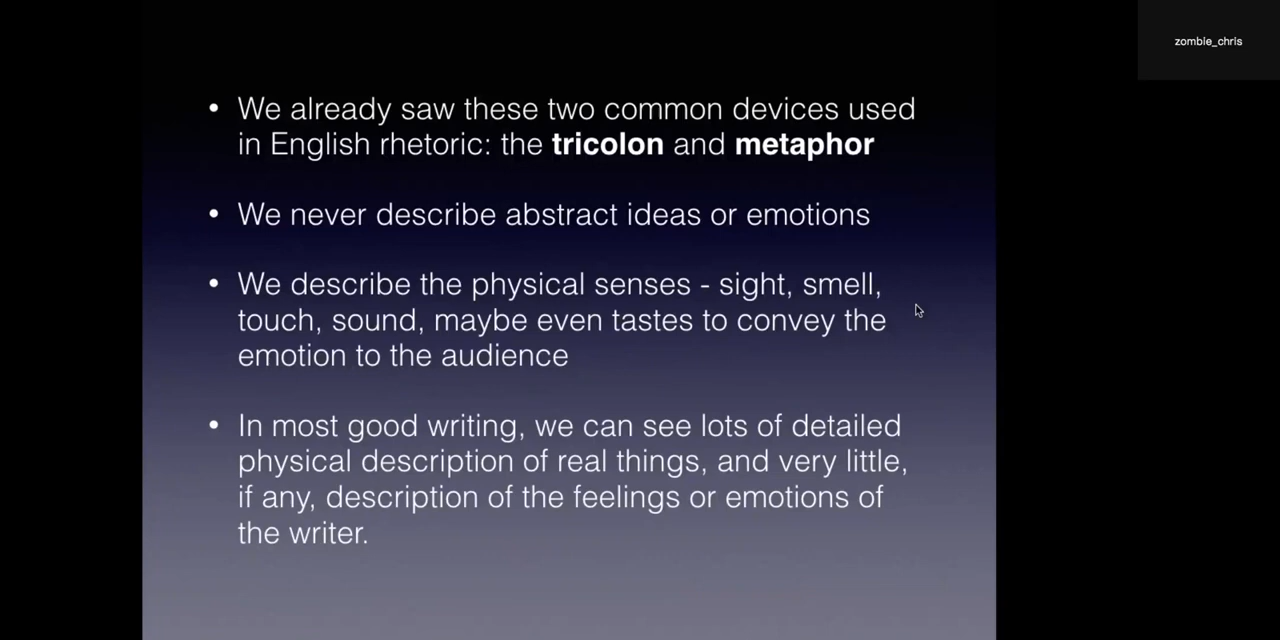 zombie_chris
• We already saw these two common devices used
in English rhetoric: the tricolon and metaphor
• We never describe abstract ideas or emotions
• We describe the physical senses - sight, smell,
touch, sound, maybe even tastes to convey the
emotion to the audience
• In most good writing, we can see lots of detailed
physical description of real things, and very little,
if any, description of the feelings or emotions of
the writer.